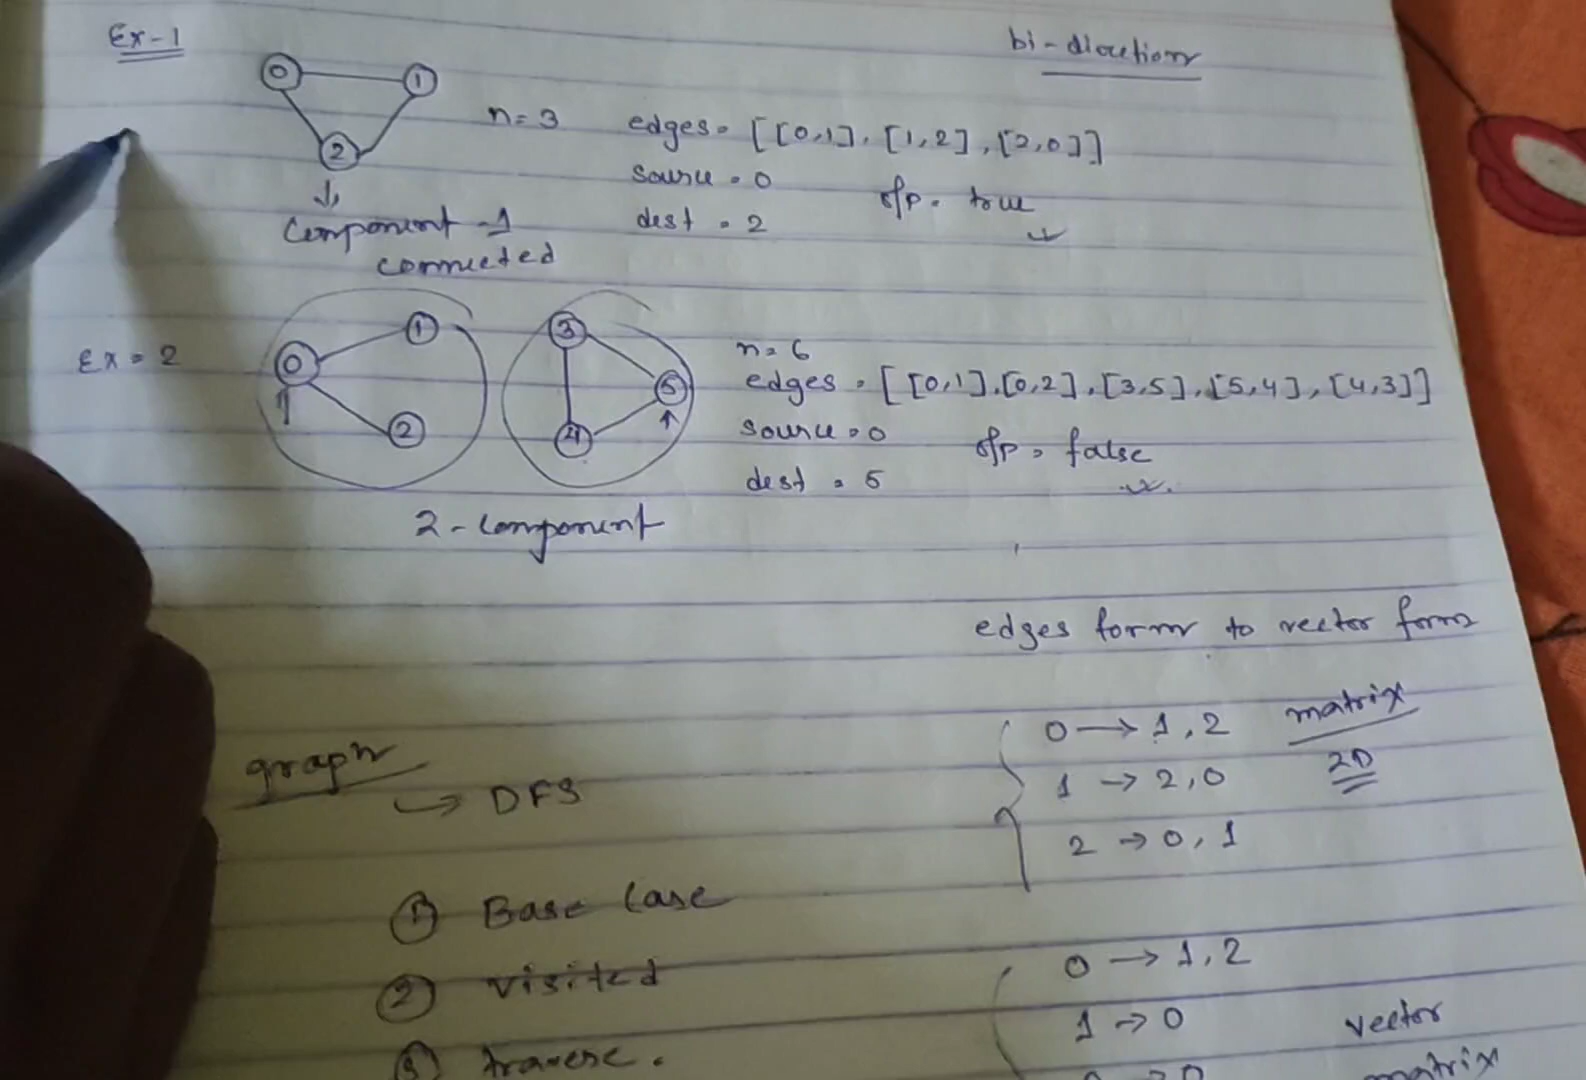 Ex-1
bi-dirction
0 1
2
n=3 edges= [[0,1], [1,2], [2,0]]
source = 0 o/p = true
dest = 2
component -1
connected
Ex = 2
0 1
2
3 5
4
n= 6
edges = [[0,1],[0,2],[3,5],[5,4],[4,3]]
source = 0 o/p = false
dest = 5
2-component
edges form to vector form
graph
↳ DFS
0 → 1,2 matrix
1 → 2,0 2D
2 → 0,1
① Base Case
② visited
③ traverse.
0 → 1,2
1 → 0 vector
matrix